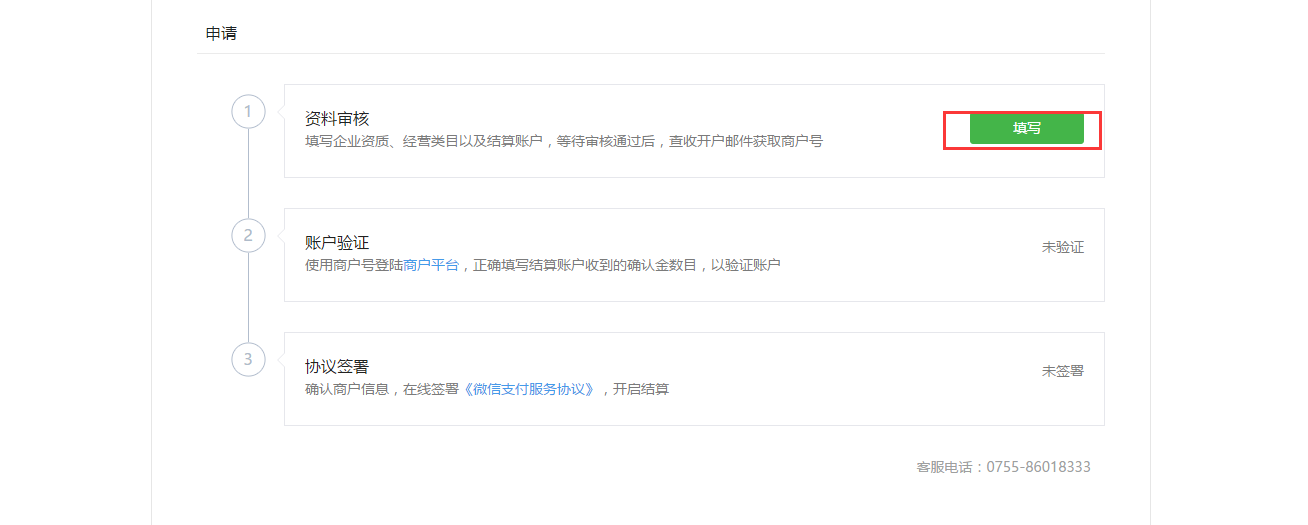 申请
1
资料审核
填写
填写企业资质、经营类目以及结算账户，等待审核通过后，查收开户邮件获取商户号
2
账户验证
未验证
使用商户号登陆商户平台，正确填写结算账户收到的确认金数目，以验证账户
3
协议签署
未签署
确认商户信息，在线签署《微信支付服务协议》，开启结算
客服电话：0755-86018333